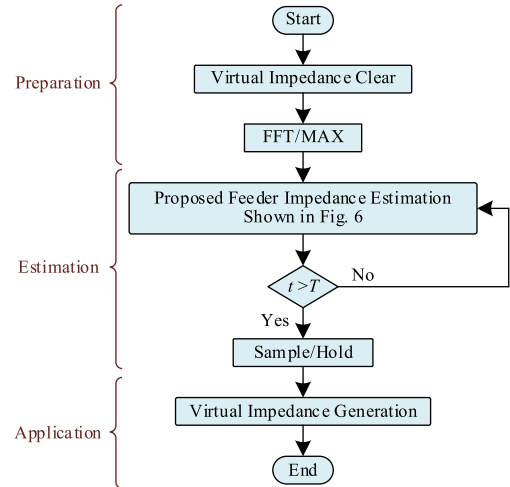 Start
Preparation
Virtual Impedance Clear
FFT/MAX
Proposed Feeder Impedance Estimation
Shown in Fig. 6
Estimation
t >T
No
Yes
Sample/Hold
Application
Virtual Impedance Generation
End